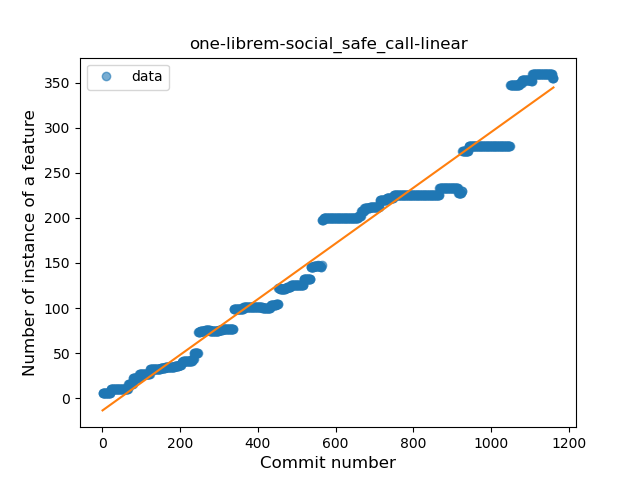 one-librem-social_safe_call-linear
data
Number of instance of a feature
350
300
250
200
150
100
50
0
0 200 400 600 800 1000 1200
Commit number